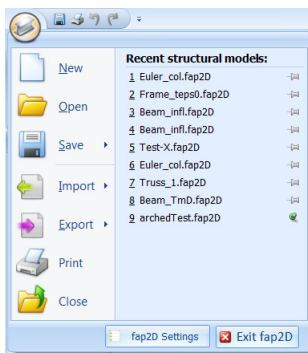 New
Open
Save
Import
Export
Print
Close
Recent structural models:
1 Euler_col.fap2D
2 Frame_teps0.fap2D
3 Beam_infl.fap2D
4 Beam_infl.fap2D
5 Test-X.fap2D
6 Euler_col.fap2D
7 Truss_1.fap2D
8 Beam_TmD.fap2D
9 archedTest.fap2D
fap2D Settings
Exit fap2D